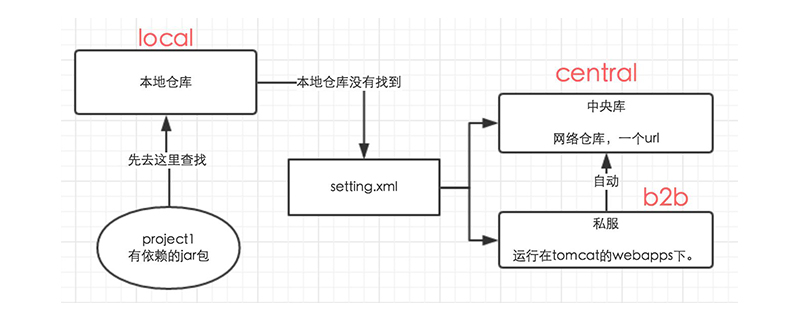 local
本地仓库
本地仓库没有找到
central
中央库
网络仓库，一个url
先去这里查找
setting.xml
自动
b2b
私服
运行在tomcat的webapps下。
project1
有依赖的jar包